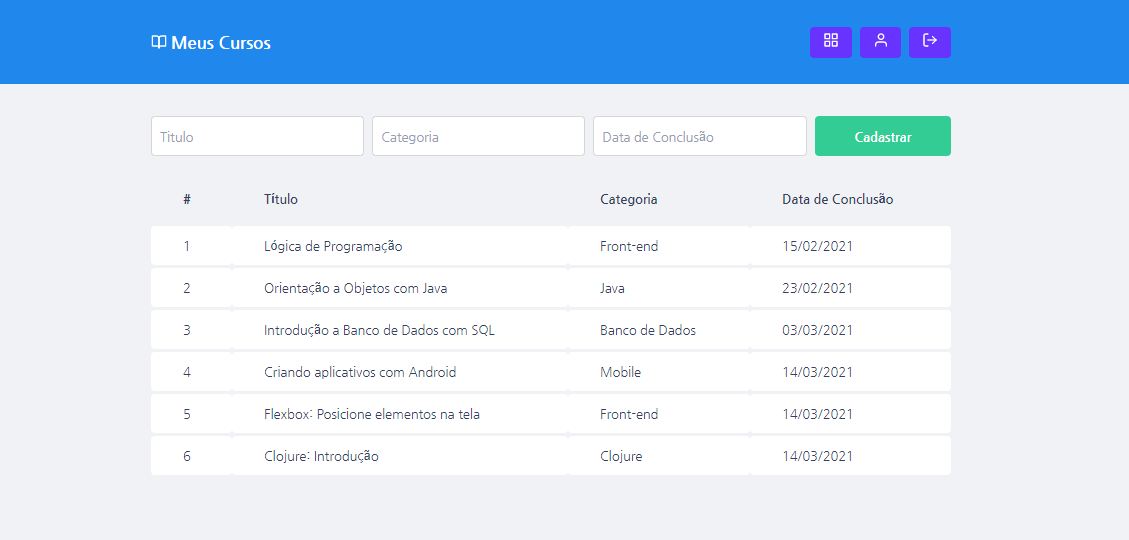 Meus Cursos
Titulo Categoria Data de Conclusão Cadastrar
# Título Categoria Data de Conclusão
1 Lógica de Programação Front-end 15/02/2021
2 Orientação a Objetos com Java Java 23/02/2021
3 Introdução a Banco de Dados com SQL Banco de Dados 03/03/2021
4 Criando aplicativos com Android Mobile 14/03/2021
5 Flexbox: Posicione elementos na tela Front-end 14/03/2021
6 Clojure: Introdução Clojure 14/03/2021